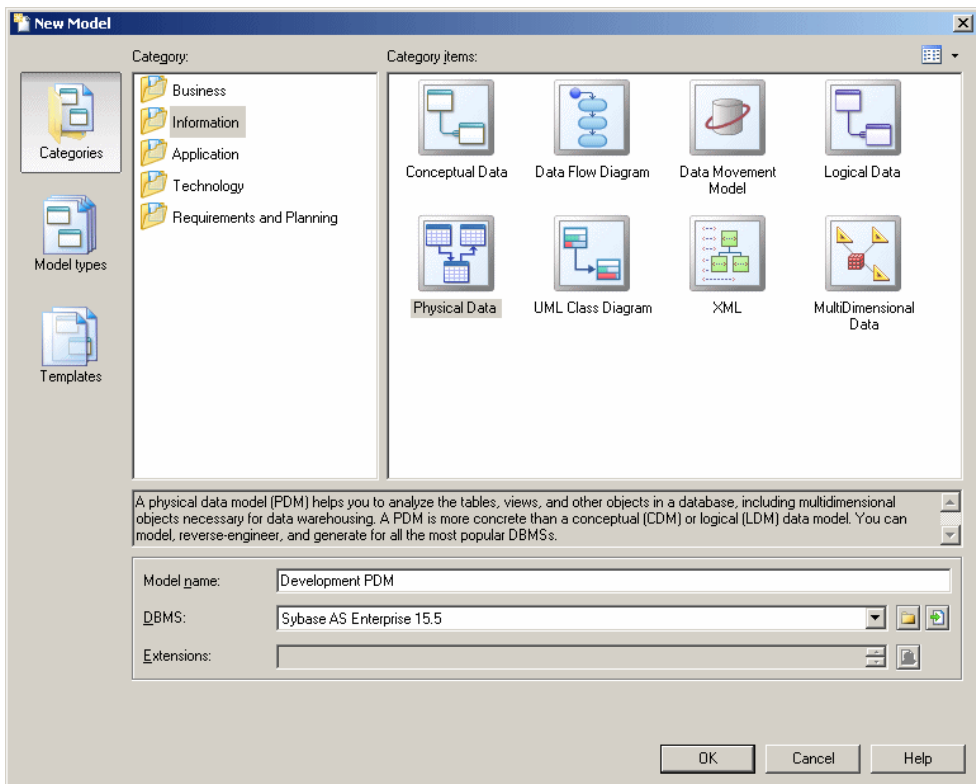 New Model
Category:
Category items:
Categories
Model types
Templates
Business
Information
Application
Technology
Requirements and Planning
Conceptual Data
Data Flow Diagram
Data Movement
Model
Logical Data
Physical Data
UML Class Diagram
XML
MultiDimensional
Data
A physical data model (PDM) helps you to analyze the tables, views, and other objects in a database, including multidimensional
objects necessary for data warehousing. A PDM is more concrete than a conceptual (CDM) or logical (LDM) data model. You can
model, reverse-engineer, and generate for all the most popular DBMSs.
Model name:
Development PDM
DBMS:
Sybase AS Enterprise 15.5
Extensions:
OK
Cancel
Help